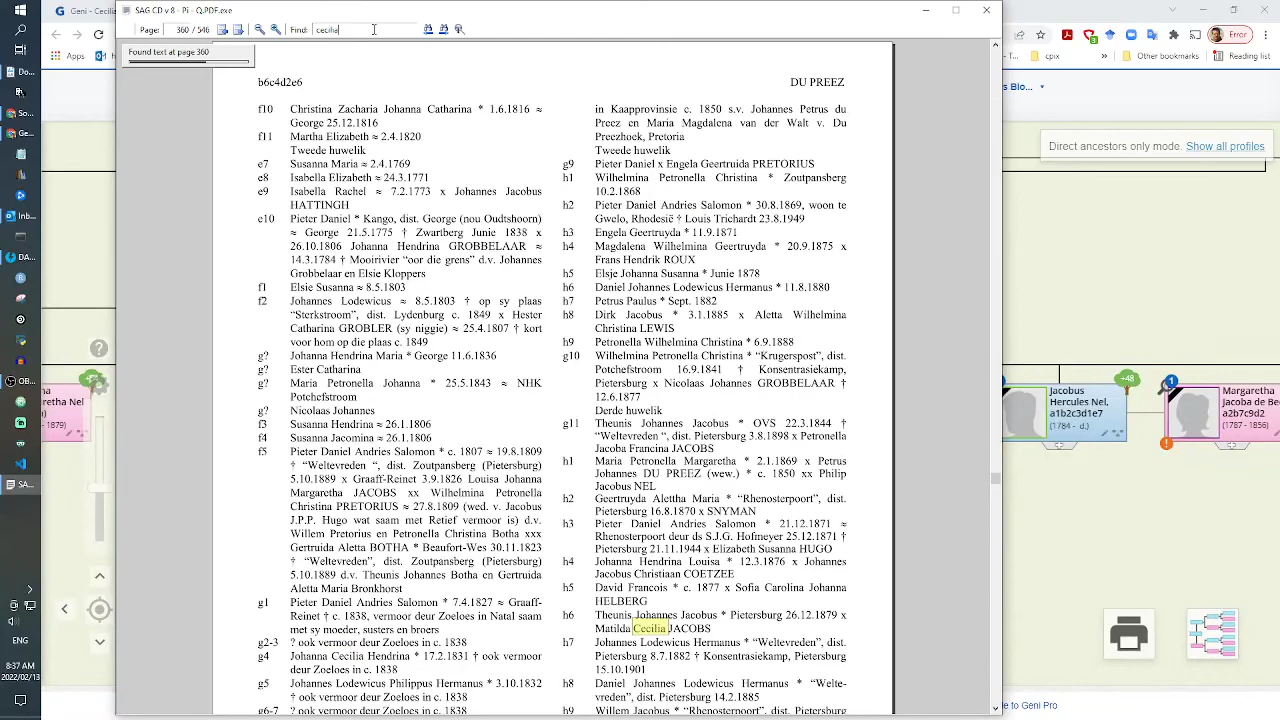 Geni - Cecilia
SAG CD v.8 - Pi - Q.PDF.exe
Page: 360 / 546 Find: cecilia
Found text at page 360
Apps
cpix
Other bookmarks
Reading list
Error
b6c4d2e6
DU PREEZ
f10 Christina Zacharia Johanna Catharina * 1.6.1816 ≈
George 25.12.1816
f11 Martha Elizabeth ≈ 2.4.1820
Tweede huwelik
e7 Susanna Maria ≈ 2.4.1769
e8 Isabella Elizabeth ≈ 24.3.1771
e9 Isabella Rachel ≈ 7.2.1773 x Johannes Jacobus
HATTINGH
e10 Pieter Daniel * Kango, dist. George (nou Oudtshoorn)
≈ George 21.5.1775 † Zwartberg Junie 1838 x
26.10.1806 Johanna Hendrina GROBBELAAR ≈
14.3.1784 † Mooirivier “oor die grens” d.v. Johannes
Grobbelaar en Elsie Kloppers
f1 Elsie Susanna ≈ 8.5.1803
f2 Johannes Lodewicus ≈ 8.5.1803 † op sy plaas
“Sterkstroom”, dist. Lydenburg c. 1849 x Hester
Catharina GROBLER (sy niggie) ≈ 25.4.1807 † kort
voor hom op die plaas c. 1849
g? Johanna Hendrina Maria * George 11.6.1836
g? Ester Catharina
g? Maria Petronella Johanna * 25.5.1843 ≈ NHK
Potchefstroom
g? Nicolaas Johannes
f3 Susanna Hendrina ≈ 26.1.1806
f4 Susanna Jacomina ≈ 26.1.1806
f5 Pieter Daniel Andries Salomon * c. 1807 ≈ 19.8.1809
† “Weltevreden “, dist. Zoutpansberg (Pietersburg)
5.10.1889 x Graaff-Reinet 3.9.1826 Louisa Johanna
Margaretha JACOBS xx Wilhelmina Petronella
Christina PRETORIUS ≈ 27.8.1809 (wed. v. Jacobus
J.P.P. Hugo wat saam met Retief vermoor is) d.v.
Willem Pretorius en Petronella Christina Botha xxx
Gertruida Aletta BOTHA * Beaufort-Wes 30.11.1823
† “Weltevreden”, dist. Zoutpansberg (Pietersburg)
5.10.1889 d.v. Theunis Johannes Botha en Gertruida
Aletta Maria Bronkhorst
g1 Pieter Daniel Andries Salomon * 7.4.1827 ≈ Graaff-
Reinet † c. 1838, vermoor deur Zoeloes in Natal saam
met sy moeder, susters en broers
g2-3 ? ook vermoor deur Zoeloes in c. 1838
g4 Johanna Cecilia Hendrina * 17.2.1831 † ook vermoor
deur Zoeloes in c. 1838
g5 Johannes Lodewicus Philippus Hermanus * 3.10.1832
† ook vermoor deur Zoeloes in c. 1838
g6-7 ? ook vermoor deur Zoeloes in c. 1838
in Kaapprovinsie c. 1850 s.v. Johannes Petrus du
Preez en Maria Magdalena van der Walt v. Du
Preezhoek, Pretoria
Tweede huwelik
g9 Pieter Daniel x Engela Geertruida PRETORIUS
h1 Wilhelmina Petronella Christina * Zoutpansberg
10.2.1868
h2 Pieter Daniel Andries Salomon * 30.8.1869, woon te
Gwelo, Rhodesië † Louis Trichardt 23.8.1949
h3 Engela Geertruyda * 11.9.1871
h4 Magdalena Wilhelmina Geertruyda * 20.9.1875 x
Frans Hendrik ROUX
h5 Elsje Johanna Susanna * Junie 1878
h6 Daniel Johannes Lodewicus Hermanus * 11.8.1880
h7 Petrus Paulus * Sept. 1882
h8 Dirk Jacobus * 3.1.1885 x Aletta Wilhelmina
Christina LEWIS
h9 Petronella Wilhelmina Christina * 6.9.1888
g10 Wilhelmina Petronella Christina * “Krugerspost”, dist.
Potchefstroom 16.9.1841 † Konsentrasiekamp,
Pietersburg x Nicolaas Johannes GROBBELAAR †
12.6.1877
Derde huwelik
g11 Theunis Johannes Jacobus * OVS 22.3.1844 †
“Weltevreden “, dist. Pietersburg 3.8.1898 x Petronella
Jacoba Francina JACOBS
h1 Maria Petronella Margaretha * 2.1.1869 x Petrus
Johannes DU PREEZ (wew.) * c. 1850 xx Philip
Jacobus NEL
h2 Geertruyda Alettha Maria * “Rhenosterpoort”, dist.
Pietersburg 16.8.1870 x SNYMAN
h3 Pieter Daniel Andries Salomon * 21.12.1871 ≈
Rhenosterpoort deur ds S.J.G. Hofmeyer 25.12.1871 †
Pietersburg 21.11.1944 x Elizabeth Susanna HUGO
h4 Johanna Hendrina Louisa * 12.3.1876 x Johannes
Jacobus Christiaan COETZEE
h5 David Francois * c. 1877 x Sofia Carolina Johanna
HELBERG
h6 Theunis Johannes Jacobus * Pietersburg 26.12.1879 x
Matilda Cecilia JACOBS
h7 Johannes Lodewicus Hermanus * “Weltevreden”, dist.
Pietersburg 8.7.1882 † Konsentrasiekamp, Pietersburg
15.10.1901
h8 Daniel Johannes Lodewicus Hermanus * “Welte-
vreden”, dist. Pietersburg 14.2.1885
h9 Willem Jacobus * “Rhenosterpoort”, dist. Pietersburg
s Blo...
Direct ancestors only mode. Show all profiles
Jacobus
Hercules Nel,
a1b2c3d1e7
(1784 - d.)
+48
1
Margaretha
Jacoba de Be
a2b7c9d2
(1787 - 1856)
- 1879)
e to Geni Pro
ENG
8:37 AM
2022/02/13